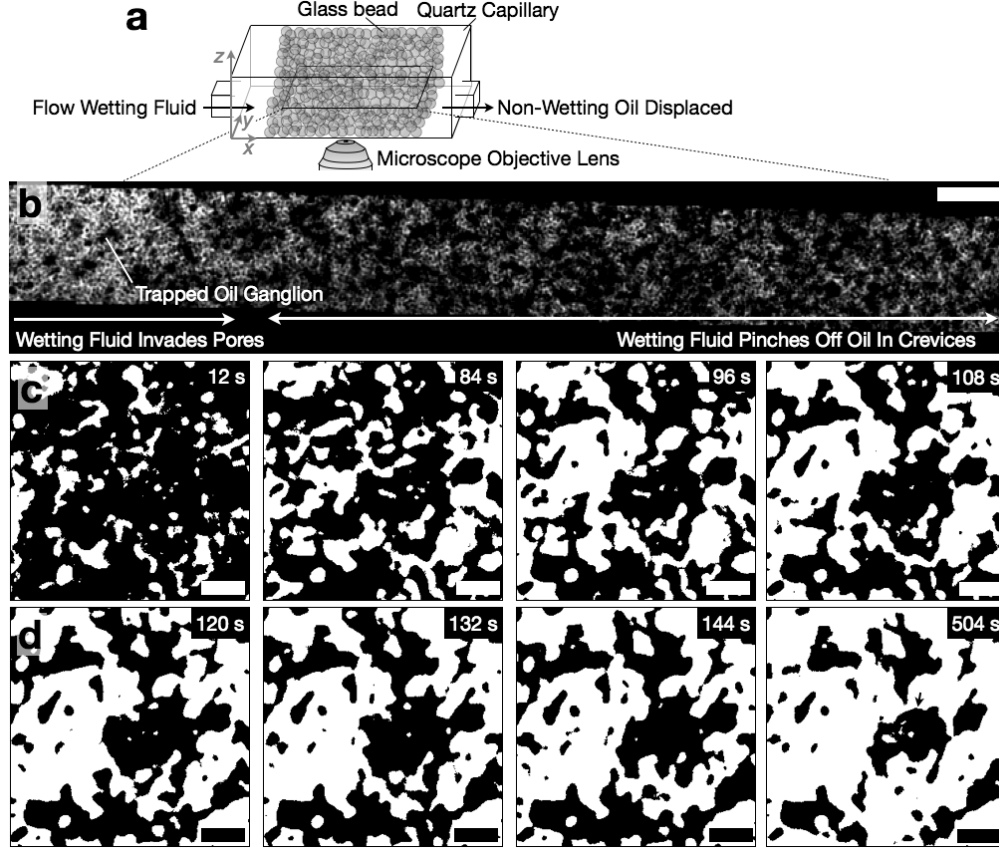 a
Glass bead
Quartz Capillary
z
Flow Wetting Fluid
Non-Wetting Oil Displaced
y
x
Microscope Objective Lens
b
Trapped Oil Ganglion
Wetting Fluid Invades Pores
Wetting Fluid Pinches Off Oil In Crevices
c
12 s
84 s
96 s
108 s
d
120 s
132 s
144 s
504 s